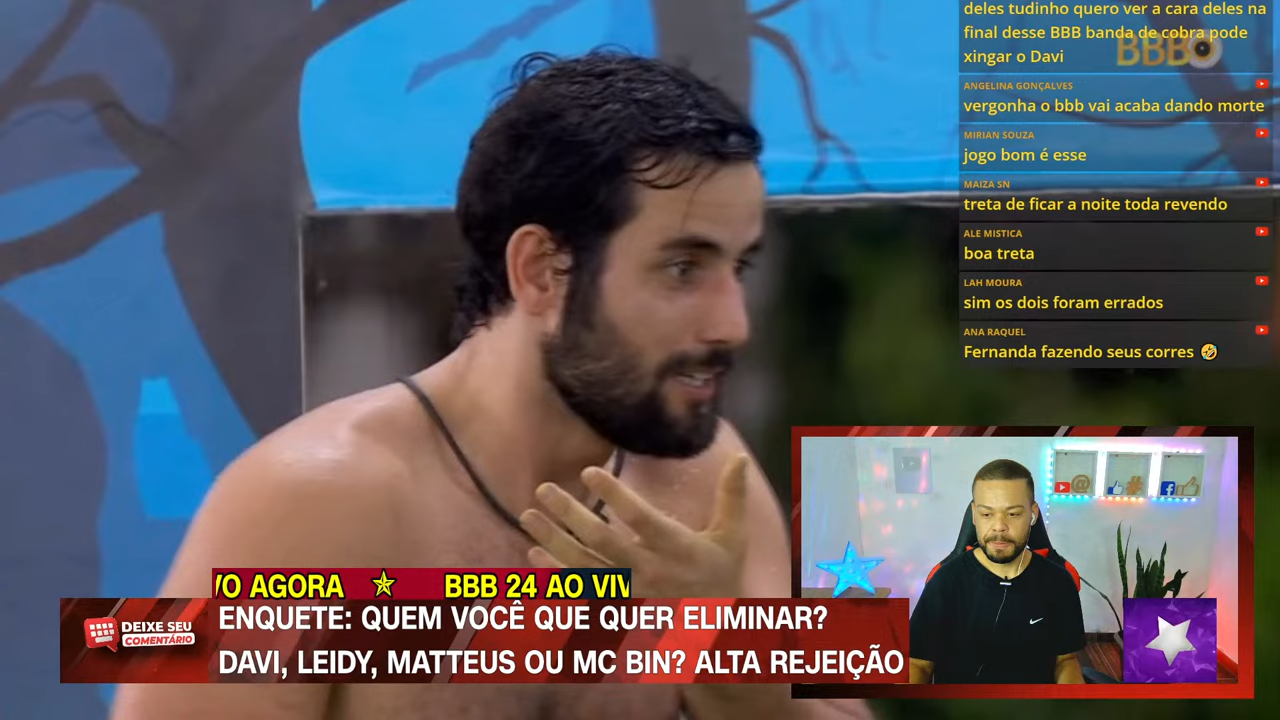 deles tudinho quero ver a cara deles na
final desse BBB banda de cobra pode
xingar o Davi
BBB
ANGELINA GONÇALVES
vergonha o bbb vai acaba dando morte
MIRIAN SOUZA
jogo bom é esse
MAIZA SN
treta de ficar a noite toda revendo
ALE MISTICA
boa treta
LAH MOURA
sim os dois foram errados
ANA RAQUEL
Fernanda fazendo seus corres 🤣
VO AGORA ★ BBB 24 AO VIV
DEIXE SEU
COMENTÁRIO
ENQUETE: QUEM VOCÊ QUE QUER ELIMINAR?
DAVI, LEIDY, MATTEUS OU MC BIN? ALTA REJEIÇÃO